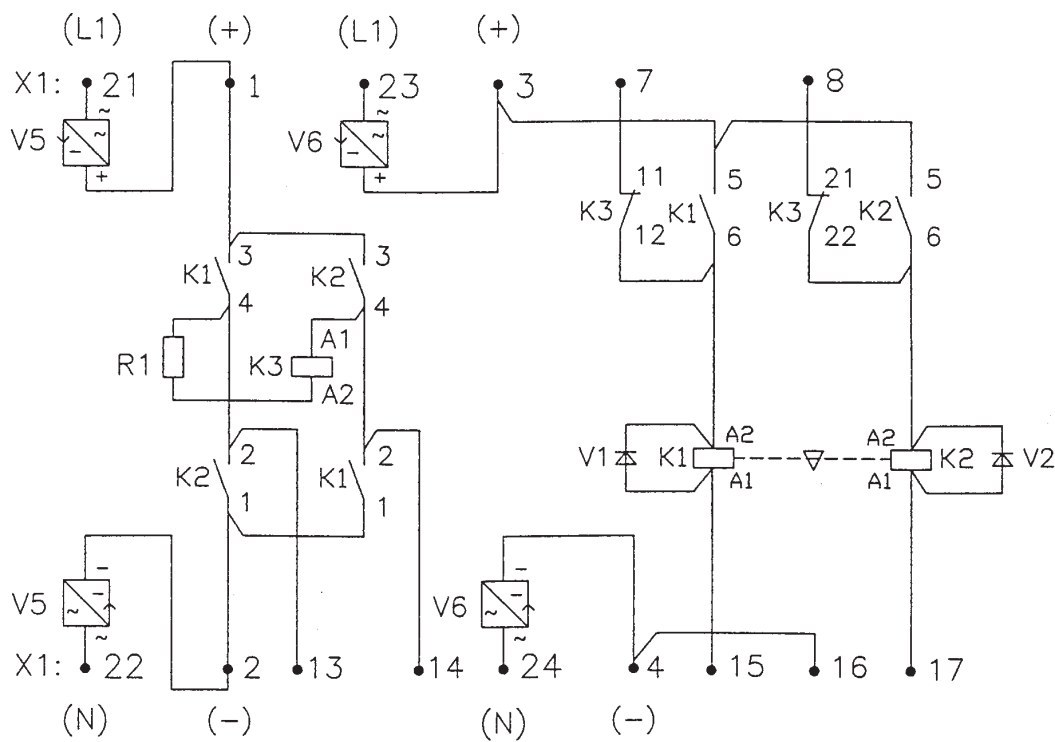 (L1) (+) (L1) (+)
X1: 21 1 23 3 7 8
V5 ~ ~ - + V6 ~ ~ - +
11 5 21 5
K3 K1 K3 K2
12 6 22 6
3 3
K1 K2
4 4
R1 K3 A1
A2
2 2
K2 K1
1 1
V1 K1 A2 A2 K2 V2
A1 A1
V5 - - ~ ~ V6 - - ~ ~
X1: 22 2 13 14 24 4 15 16 17
(N) (-) (N) (-)